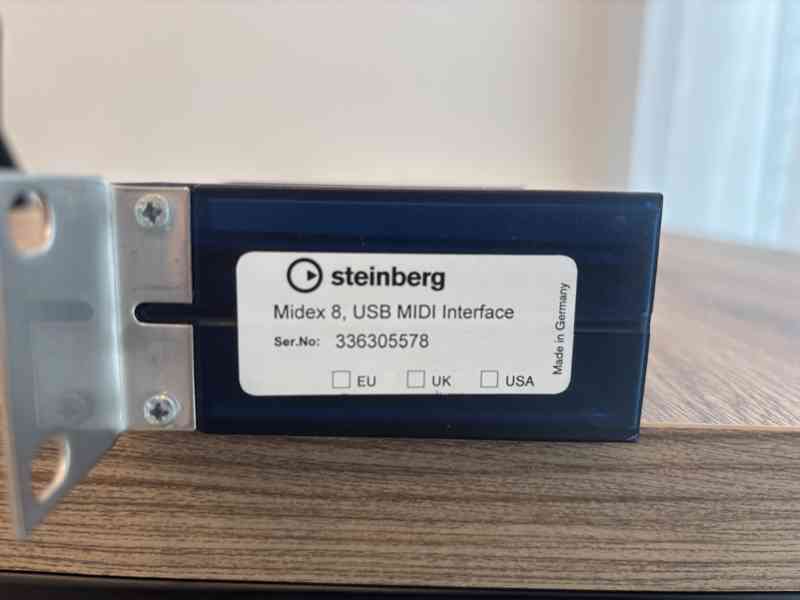 steinberg
Midex 8, USB MIDI Interface
Ser.No: 336305578
EU UK USA
Made in Germany